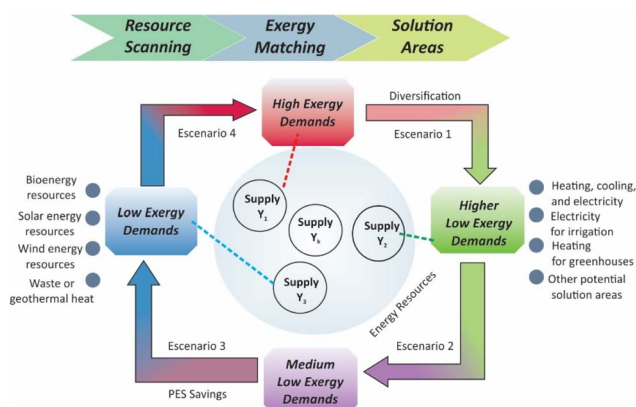 Resource
Scanning
Exergy
Matching
Solution
Areas
High Exergy
Demands
Diversification
Escenario 4
Escenario 1
Bioenergy
resources
Solar energy
resources
Wind energy
resources
Waste or
geothermal heat
Low Exergy
Demands
Supply
Y1
Supply
Yk
Supply
Y2
Supply
Y3
Higher
Low Exergy
Demands
Heating, cooling,
and electricity
Electricity
for irrigation
Heating
for greenhouses
Other potential
solution areas
Energy Resources
Escenario 3
Escenario 2
PES Savings
Medium
Low Exergy
Demands